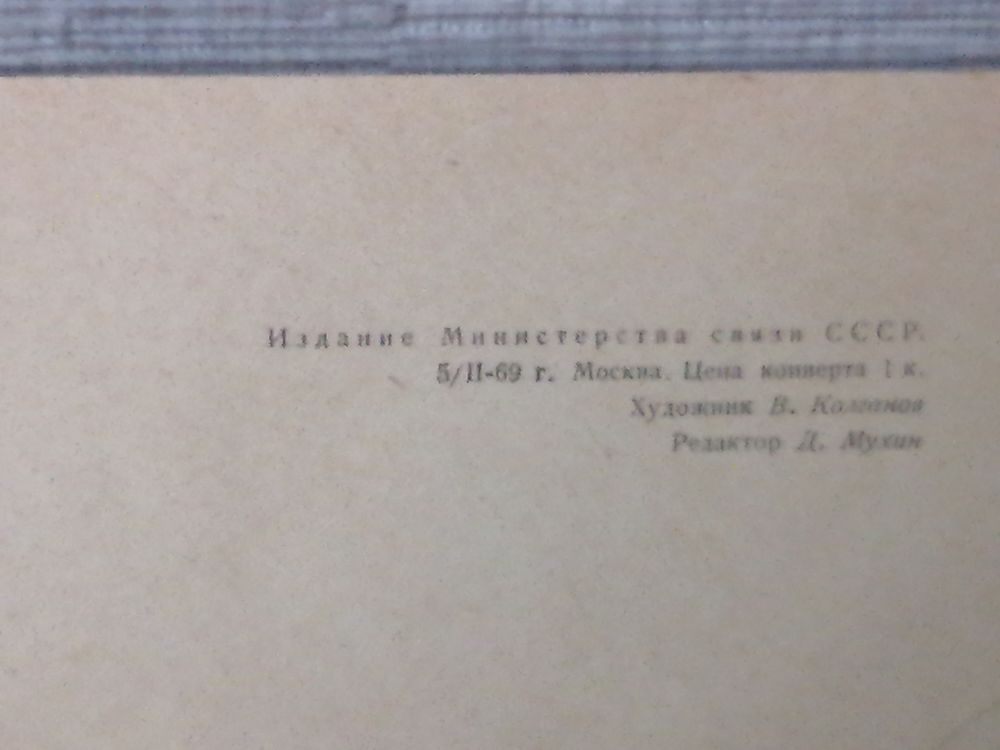 Издание Министерства связи СССР.
5/II-69 г. Москва. Цена конверта 1 к.
Художник В. Колганов
Редактор Д. Мухин